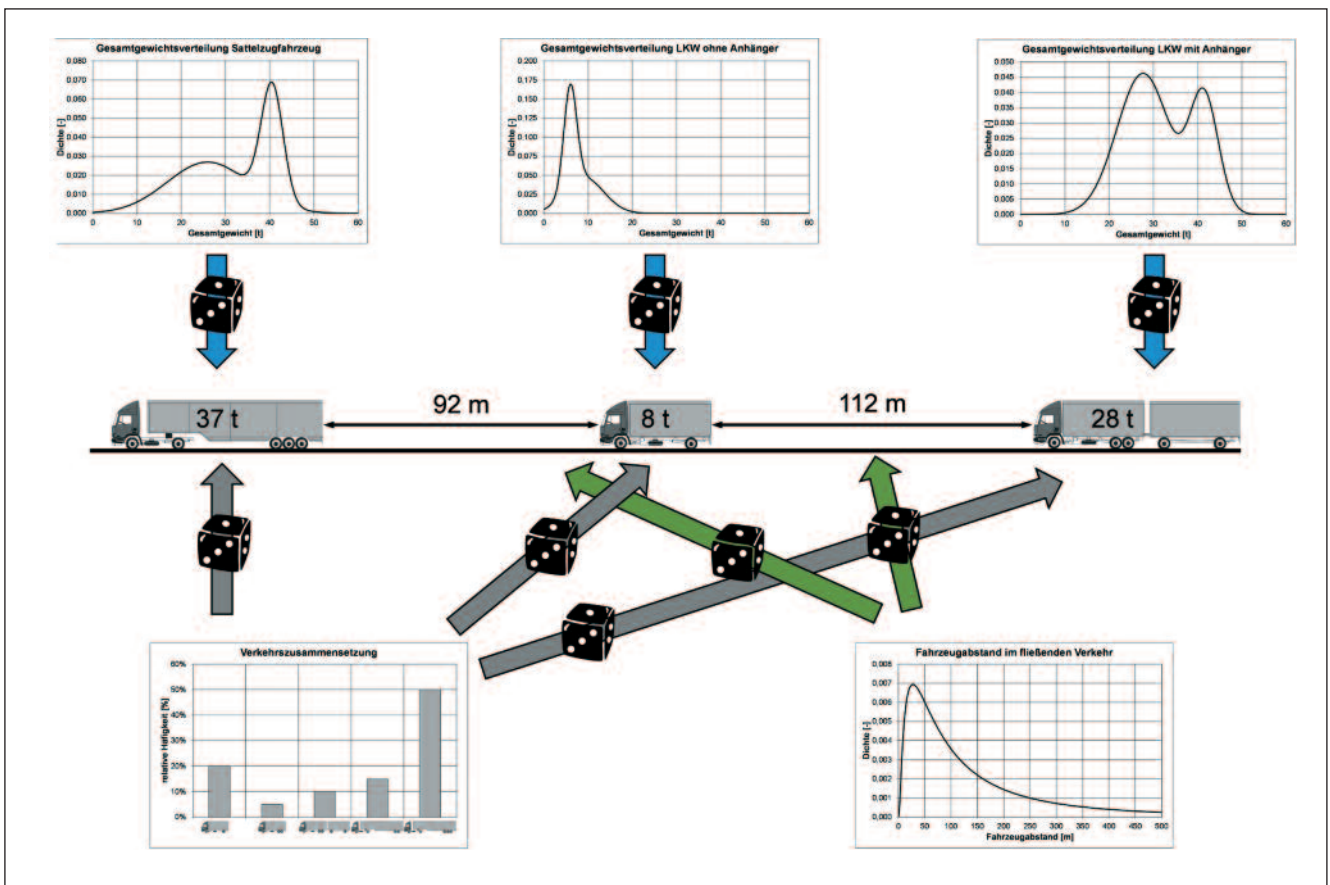 Gesamtgewichtsverteilung Sattelzugfahrzeug
0.080
0.070
0.060
0.050
0.040
0.030
0.020
0.010
0.000
Dichte [-]
0 10 20 30 40 50 60
Gesamtgewicht [t]
Gesamtgewichtsverteilung LKW ohne Anhänger
0,200
0,175
0,150
0,125
0,100
0,075
0,050
0,025
0,000
Dichte [-]
0 10 20 30 40 50 60
Gesamtgewicht [t]
Gesamtgewichtsverteilung LKW mit Anhänger
0.050
0.045
0.040
0.035
0.030
0.025
0.020
0.015
0.010
0.005
0.000
Dichte [-]
0 10 20 30 40 50 60
Gesamtgewicht [t]
37 t
92 m
8 t
112 m
28 t
Verkehrszusammensetzung
60%
50%
40%
30%
20%
10%
0%
relative Häfigkeit [%]
Fahrzeugabstand im fließenden Verkehr
0,008
0,007
0,006
0,005
0,004
0,003
0,002
0,001
0,000
Dichte [-]
0 50 100 150 200 250 300 350 400 450 500
Fahrzeugabstand [m]